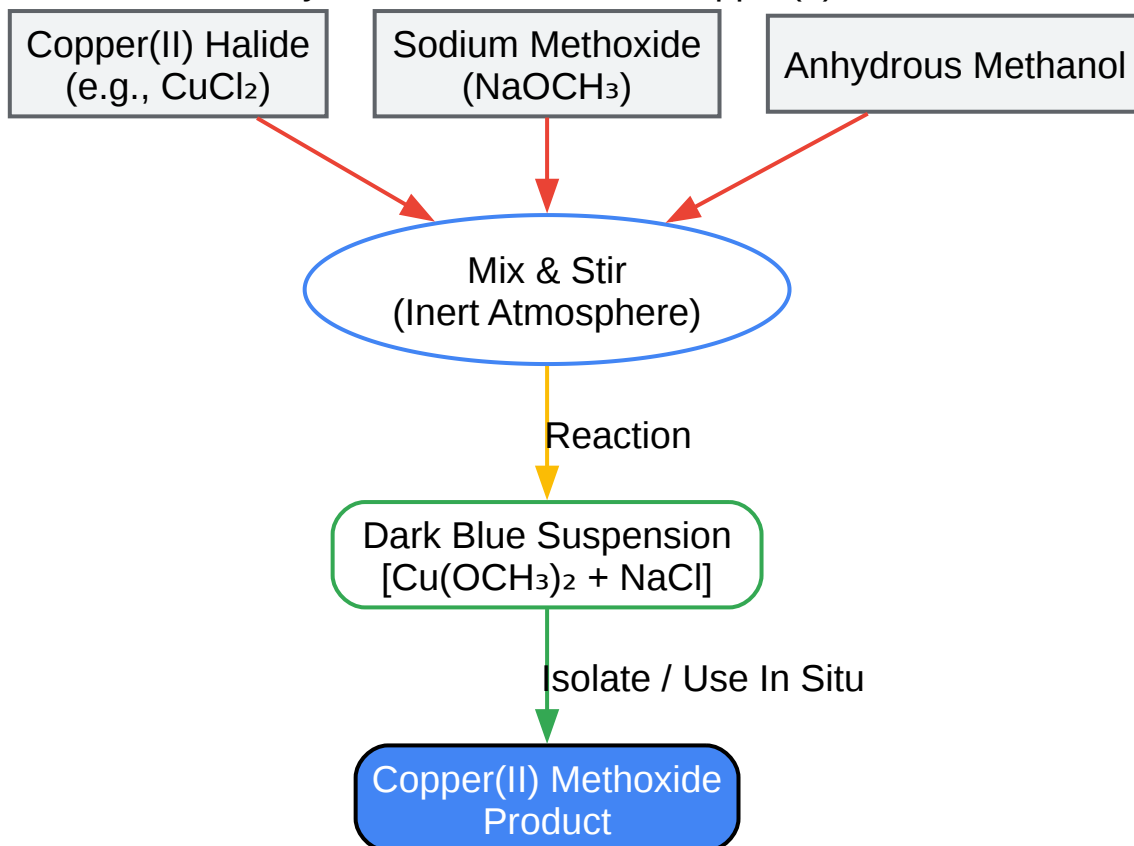 Copper(II) Halide
(e.g., CuCl₂)
Sodium Methoxide
(NaOCH₃)
Anhydrous Methanol
Mix & Stir
(Inert Atmosphere)
Reaction
Dark Blue Suspension
[Cu(OCH₃)₂ + NaCl]
Isolate / Use In Situ
Copper(II) Methoxide
Product